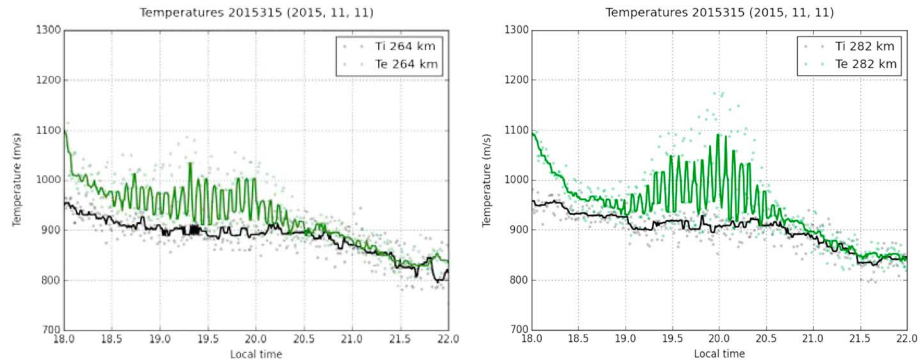 Temperatures 2015315 (2015, 11, 11)
1300
1200
1100
1000
900
800
700
Temperature (m/s)
Ti 264 km
Te 264 km
18.0 18.5 19.0 19.5 20.0 20.5 21.0 21.5 22.0
Local time
Temperatures 2015315 (2015, 11, 11)
1300
1200
1100
1000
900
800
700
Temperature (m/s)
Ti 282 km
Te 282 km
18.0 18.5 19.0 19.5 20.0 20.5 21.0 21.5 22.0
Local time